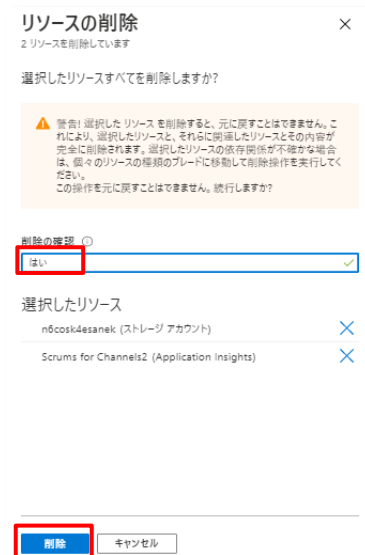 リソースの削除
2 リソースを削除しています
選択したリソースすべてを削除しますか?
警告! 選択した リソース を削除すると、元に戻すことはできません。こ
れにより、選択したリソースと、それらに関連したリソースとその内容が
完全に削除されます。選択したリソースの依存関係が不確かな場合
は、個々のリソースの種類のブレードに移動して削除操作を実行してく
ださい。
この操作を元に戻すことはできません。続行しますか?
削除の確認
はい
選択したリソース
n6cosk4esanek (ストレージ アカウント)
Scrums for Channels2 (Application Insights)
削除 キャンセル